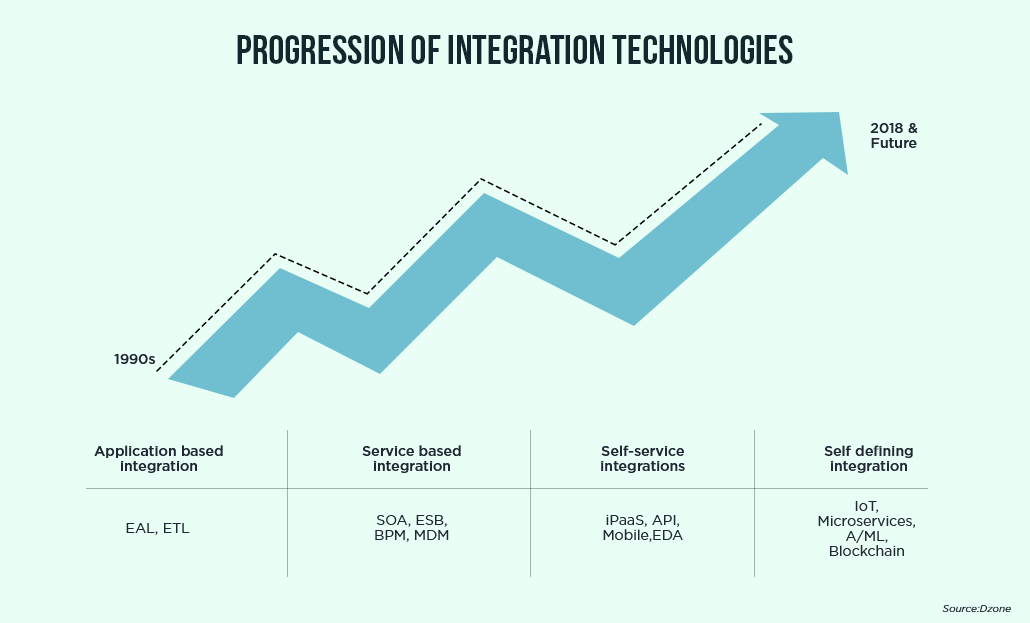 PROGRESSION OF INTEGRATION TECHNOLOGIES
2018 &
Future
1990s
Application based
integration
Service based
integration
Self-service
integrations
Self defining
integration
EAL, ETL
SOA, ESB,
BPM, MDM
iPaaS, API,
Mobile,EDA
IoT,
Microservices,
A/ML,
Blockchain
Source:Dzone